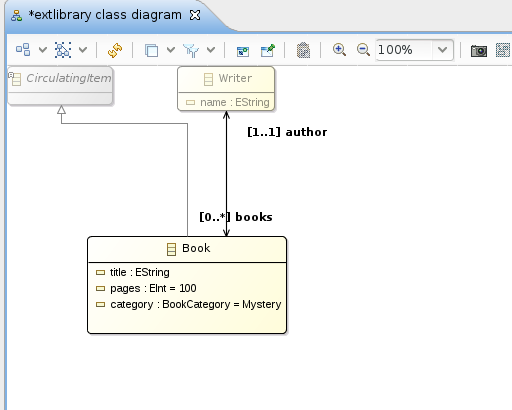 *extlibrary class diagram
100%
CirculatingItem
Writer
name : EString
[1..1] author
[0..*] books
Book
title : EString
pages : EInt = 100
category : BookCategory = Mystery